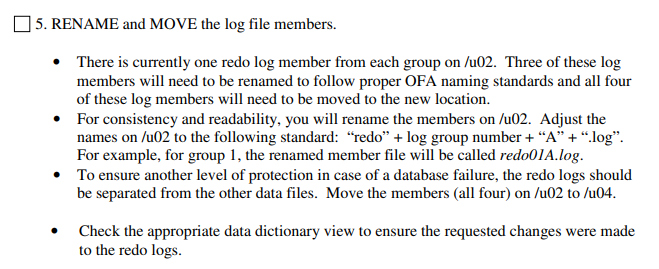 5. RENAME and MOVE the log file members.
• There is currently one redo log member from each group on /u02. Three of these log
members will need to be renamed to follow proper OFA naming standards and all four
of these log members will need to be moved to the new location.
• For consistency and readability, you will rename the members on /u02. Adjust the
names on /u02 to the following standard: “redo” + log group number + “A” + “.log”.
For example, for group 1, the renamed member file will be called redo01A.log.
• To ensure another level of protection in case of a database failure, the redo logs should
be separated from the other data files. Move the members (all four) on /u02 to /u04.
• Check the appropriate data dictionary view to ensure the requested changes were made
to the redo logs.